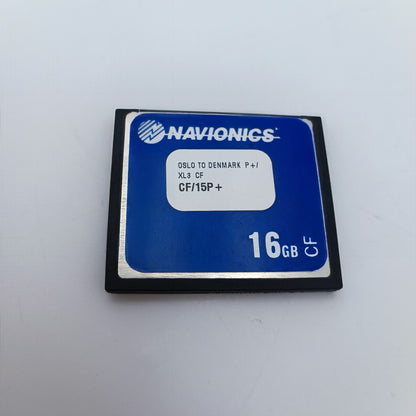 NAVIONICS
OSLO TO DENMARK P+/
XL3 CF
CF/15P+
16GB CF